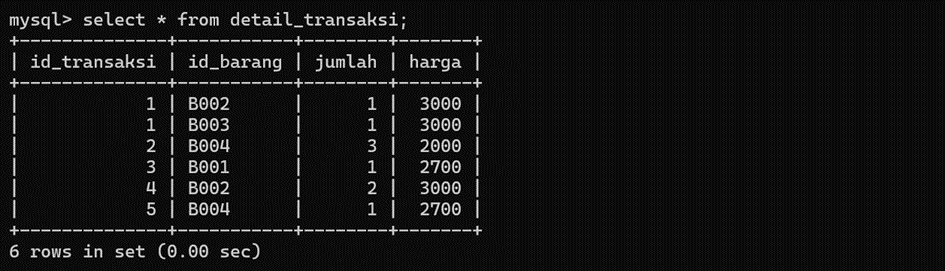 mysql> select * from detail_transaksi;
+--------------+-----------+--------+-------+
| id_transaksi | id_barang | jumlah | harga |
+--------------+-----------+--------+-------+
|            1 | B002      |      1 |  3000 |
|            1 | B003      |      1 |  3000 |
|            2 | B004      |      3 |  2000 |
|            3 | B001      |      1 |  2700 |
|            4 | B002      |      2 |  3000 |
|            5 | B004      |      1 |  2700 |
+--------------+-----------+--------+-------+
6 rows in set (0.00 sec)